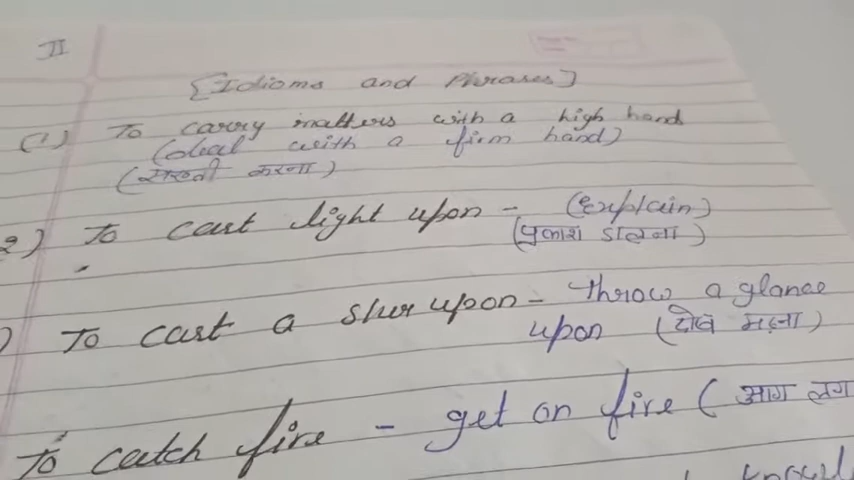 II
[Idioms and Phrases]
(1) To carry matters with a high hand
(deal with a firm hand)
(सख्ती करना)
2) To cast light upon - (explain)
(प्रकाश डालना)
) To cast a slur upon - Throw a glance
upon (दोष मढ़ना)
To catch fire - get on fire (आग लग